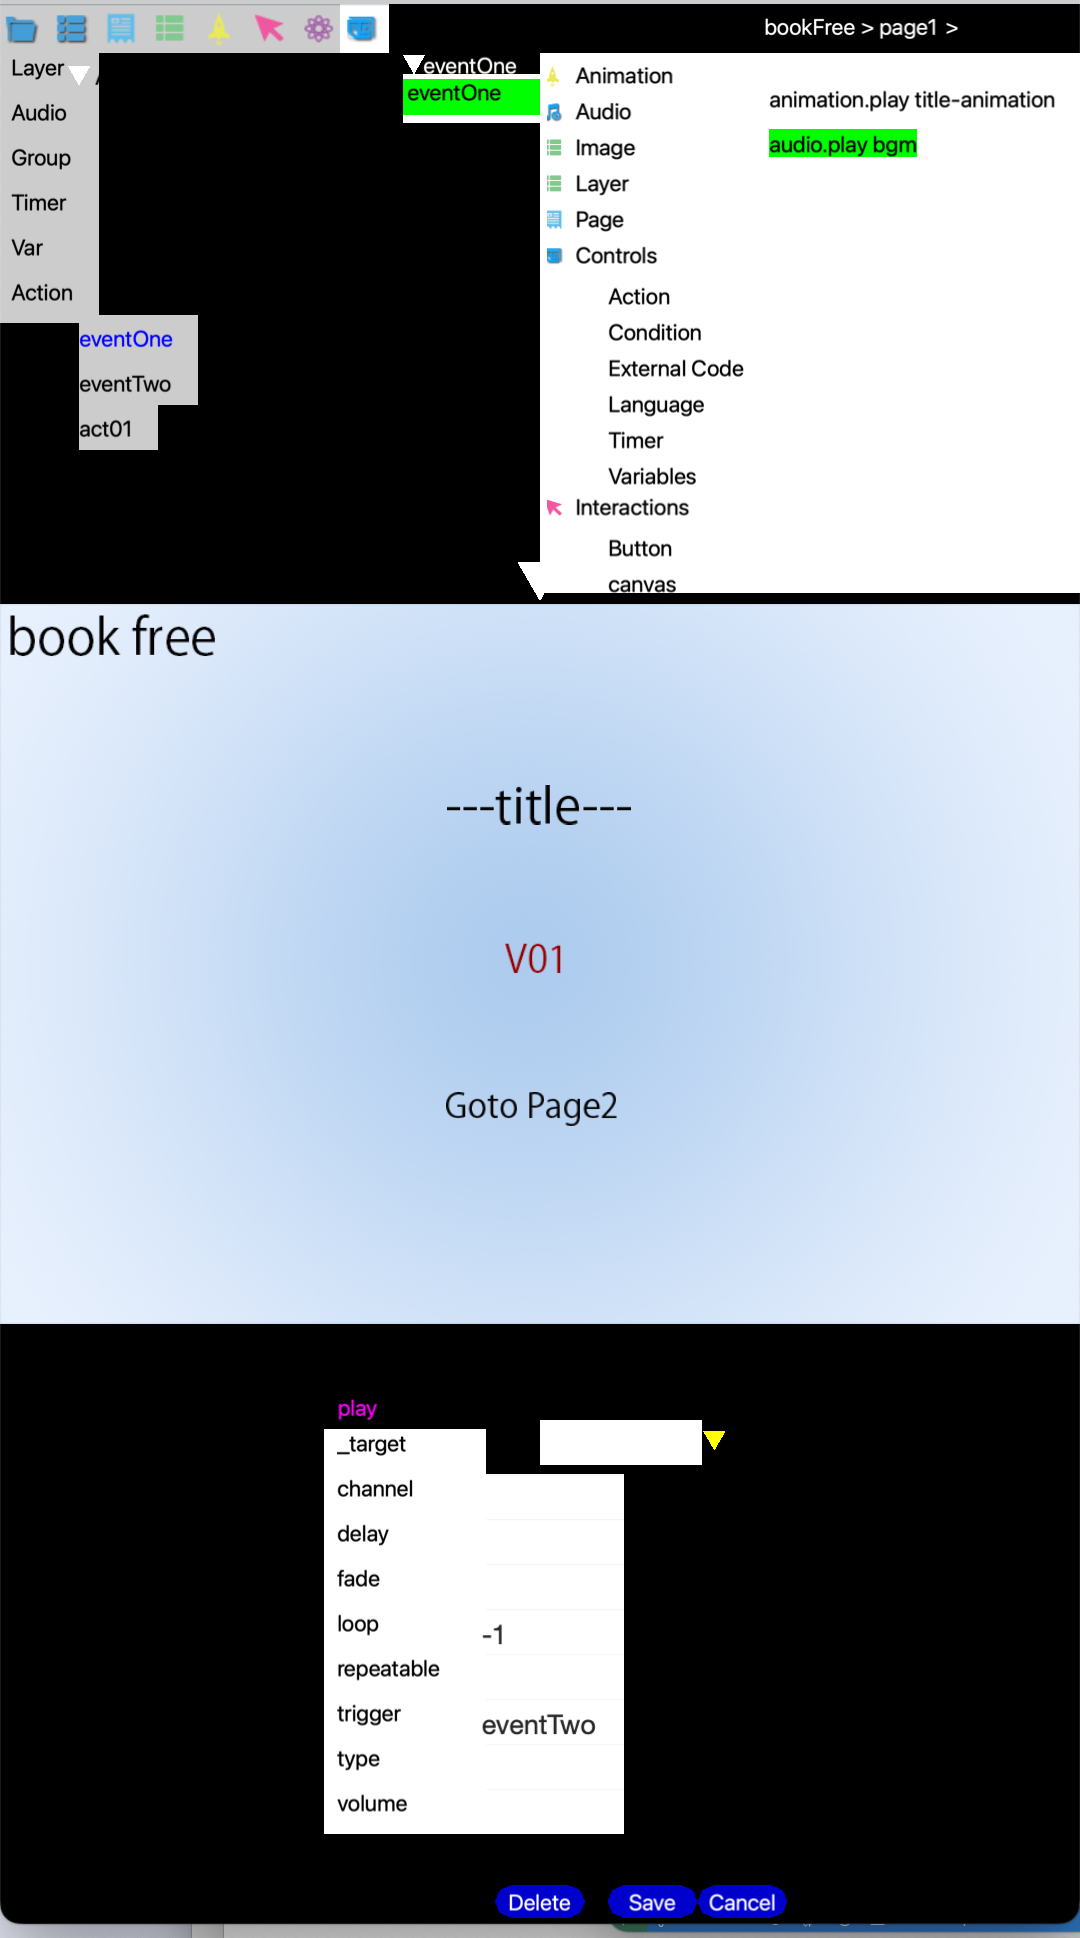 bookFree > page1 >
Layer
Audio
Group
Timer
Var
Action
eventOne
eventTwo
act01
eventOne
eventOne
Animation
Audio
Image
Layer
Page
Controls
Action
Condition
External Code
Language
Timer
Variables
Interactions
Button
canvas
animation.play title-animation
audio.play bgm
book free
---title---
V01
Goto Page2
play
_target
channel
delay
fade
loop -1
repeatable
trigger eventTwo
type
volume
Delete Save Cancel